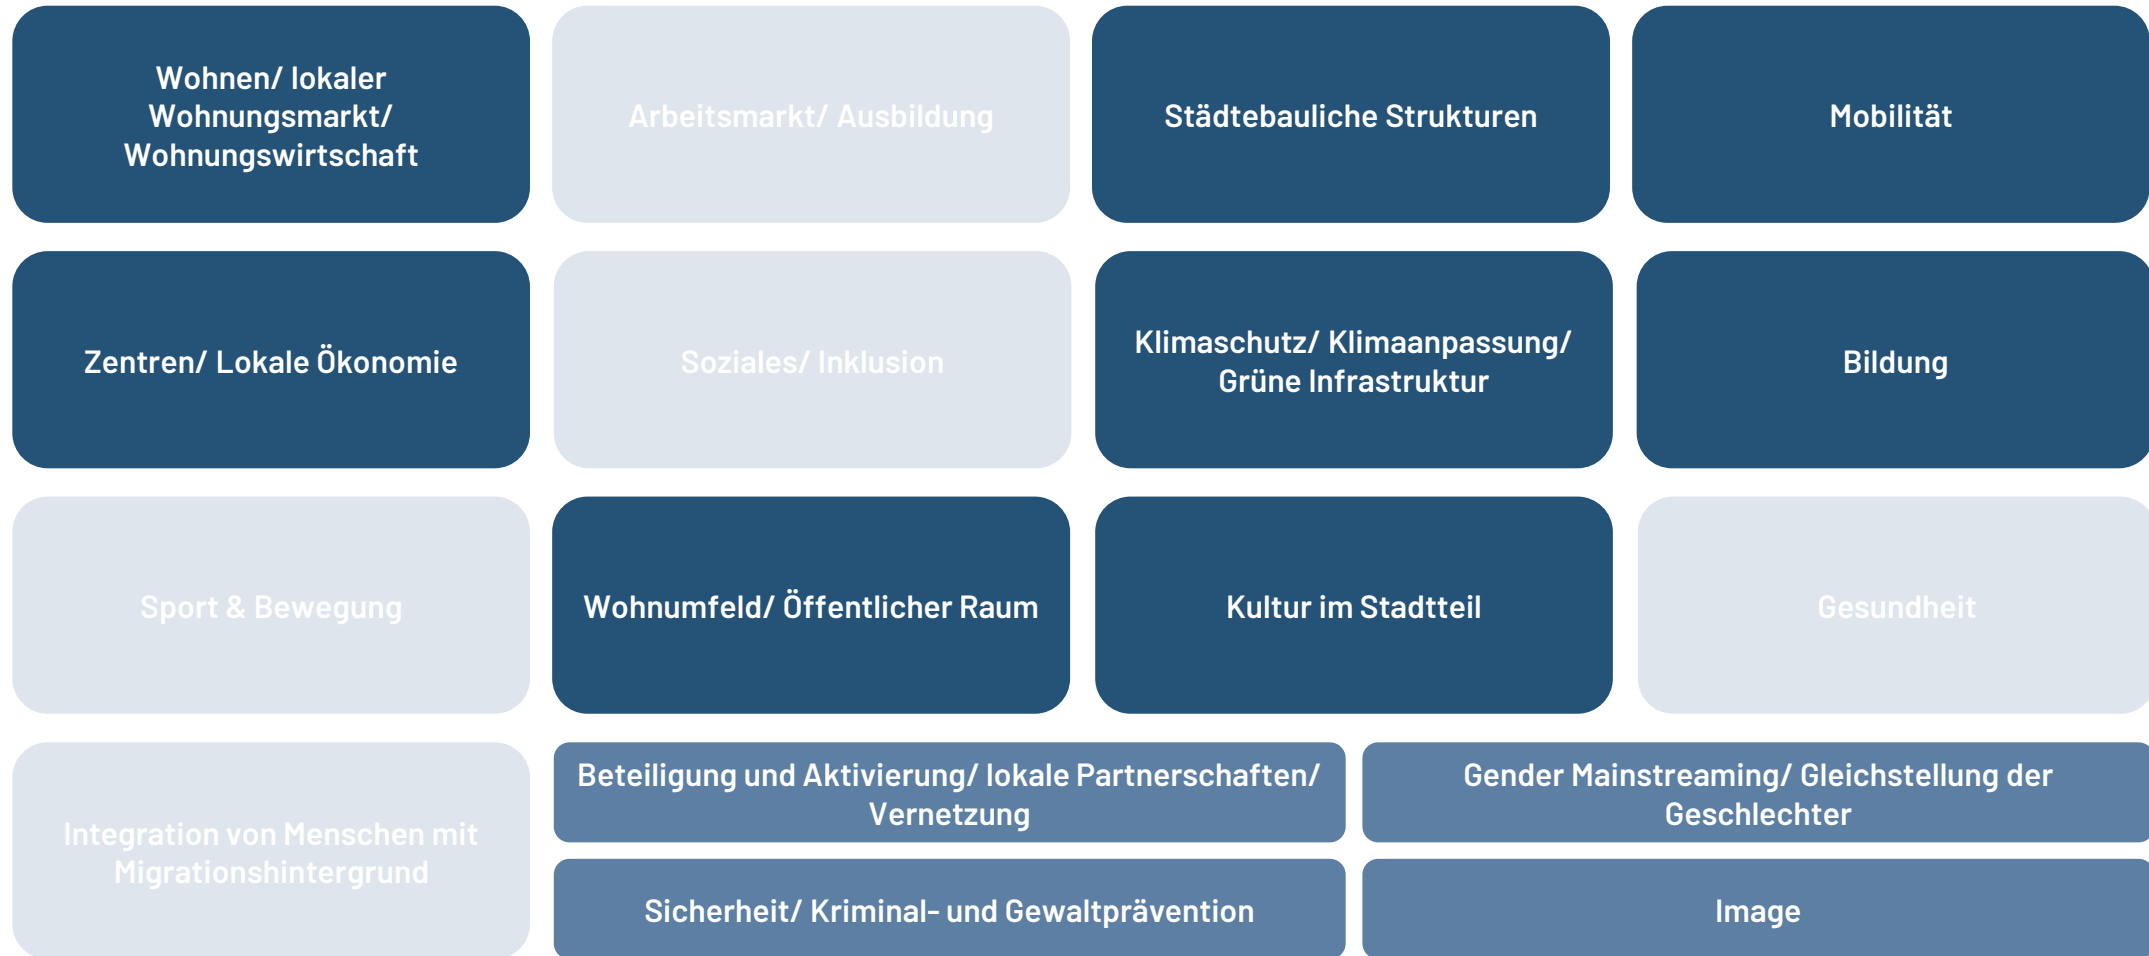 Wohnen/ lokaler
Wohnungsmarkt/
Wohnungswirtschaft
Arbeitsmarkt/ Ausbildung
Städtebauliche Strukturen
Mobilität
Zentren/ Lokale Ökonomie
Soziales/ Inklusion
Klimaschutz/ Klimaanpassung/
Grüne Infrastruktur
Bildung
Sport & Bewegung
Wohnumfeld/ Öffentlicher Raum
Kultur im Stadtteil
Gesundheit
Integration von Menschen mit
Migrationshintergrund
Beteiligung und Aktivierung/ lokale Partnerschaften/
Vernetzung
Gender Mainstreaming/ Gleichstellung der
Geschlechter
Sicherheit/ Kriminal- und Gewaltprävention
Image